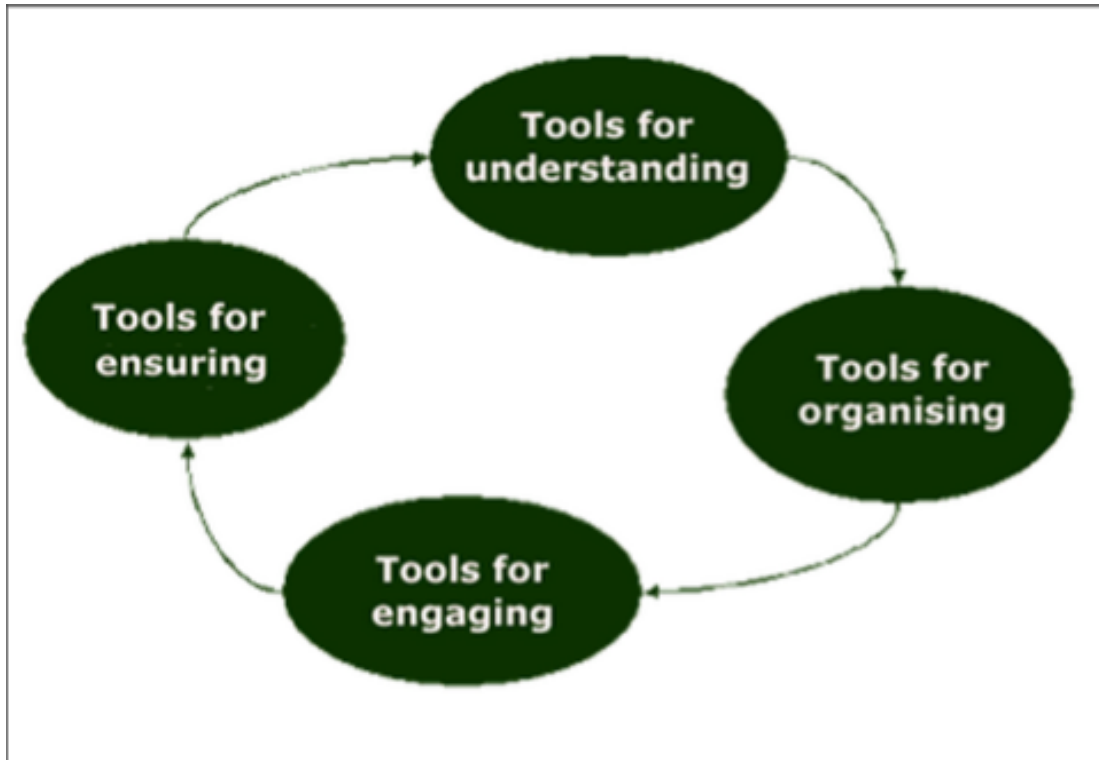 Tools for
understanding
Tools for
organising
Tools for
engaging
Tools for
ensuring